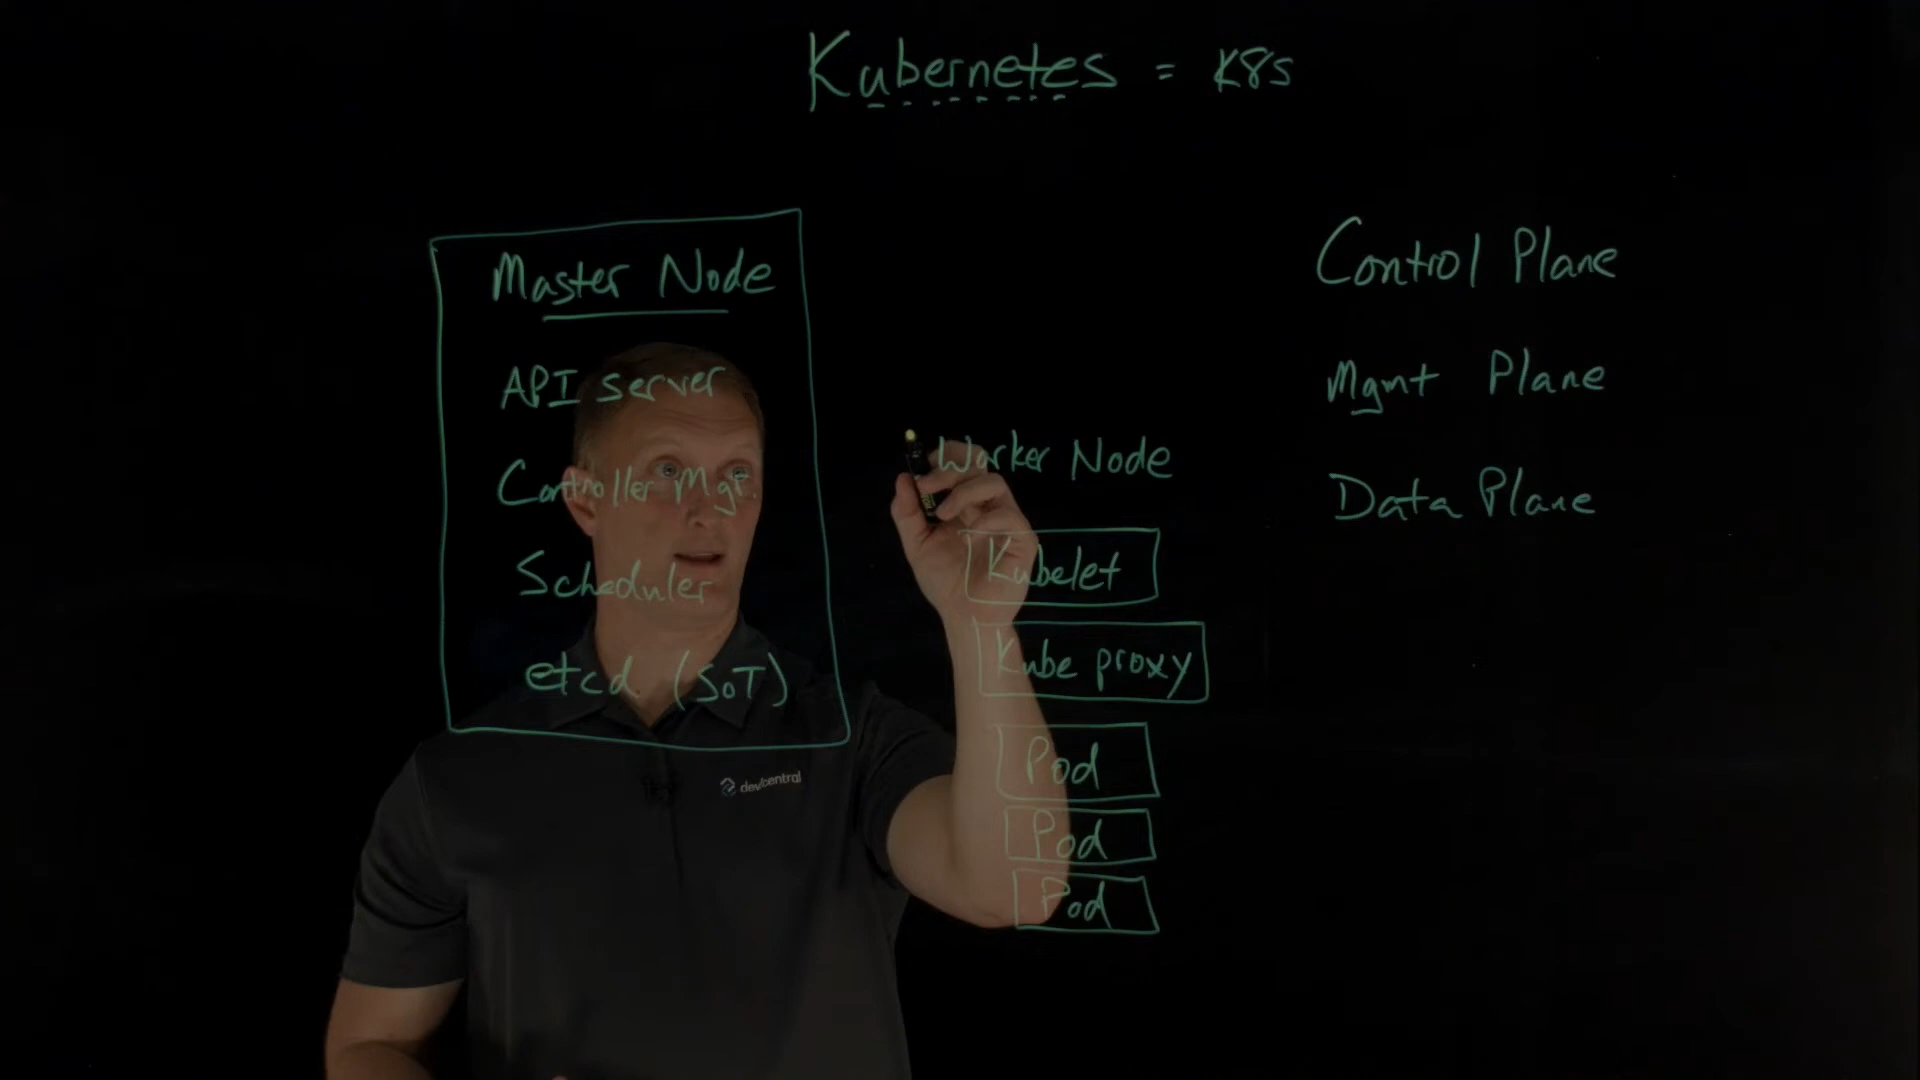 Kubernetes = K8s
Master Node
API server
Controller Mgr.
Scheduler
etcd (SoT)
Worker Node
Kubelet
Kube proxy
Pod
Pod
Pod
Control Plane
Mgmt Plane
Data Plane
devcentral